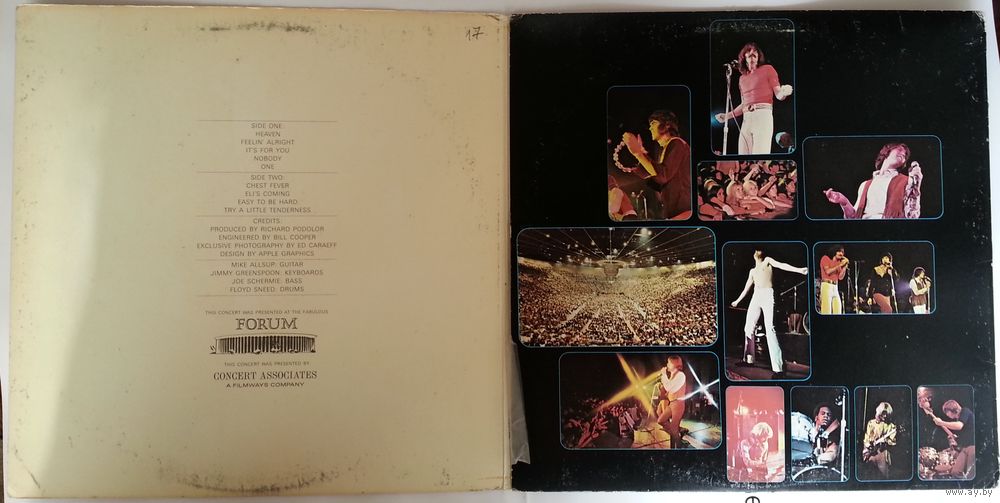 17
SIDE ONE:
HEAVEN
FEELIN' ALRIGHT
IT'S FOR YOU
NOBODY
ONE
SIDE TWO:
CHEST FEVER
ELI'S COMING
EASY TO BE HARD
TRY A LITTLE TENDERNESS
CREDITS:
PRODUCED BY RICHARD PODOLOR
ENGINEERED BY BILL COOPER
EXCLUSIVE PHOTOGRAPHY BY ED CARAEFF
DESIGN BY APPLE GRAPHICS
MIKE ALLSUP: GUITAR
JIMMY GREENSPOON: KEYBOARDS
JOE SCHERMIE: BASS
FLOYD SNEED: DRUMS
THIS CONCERT WAS PRESENTED AT THE FABULOUS
FORUM
THIS CONCERT WAS PRESENTED BY
CONCERT ASSOCIATES
A FILMWAYS COMPANY
www.ay.by